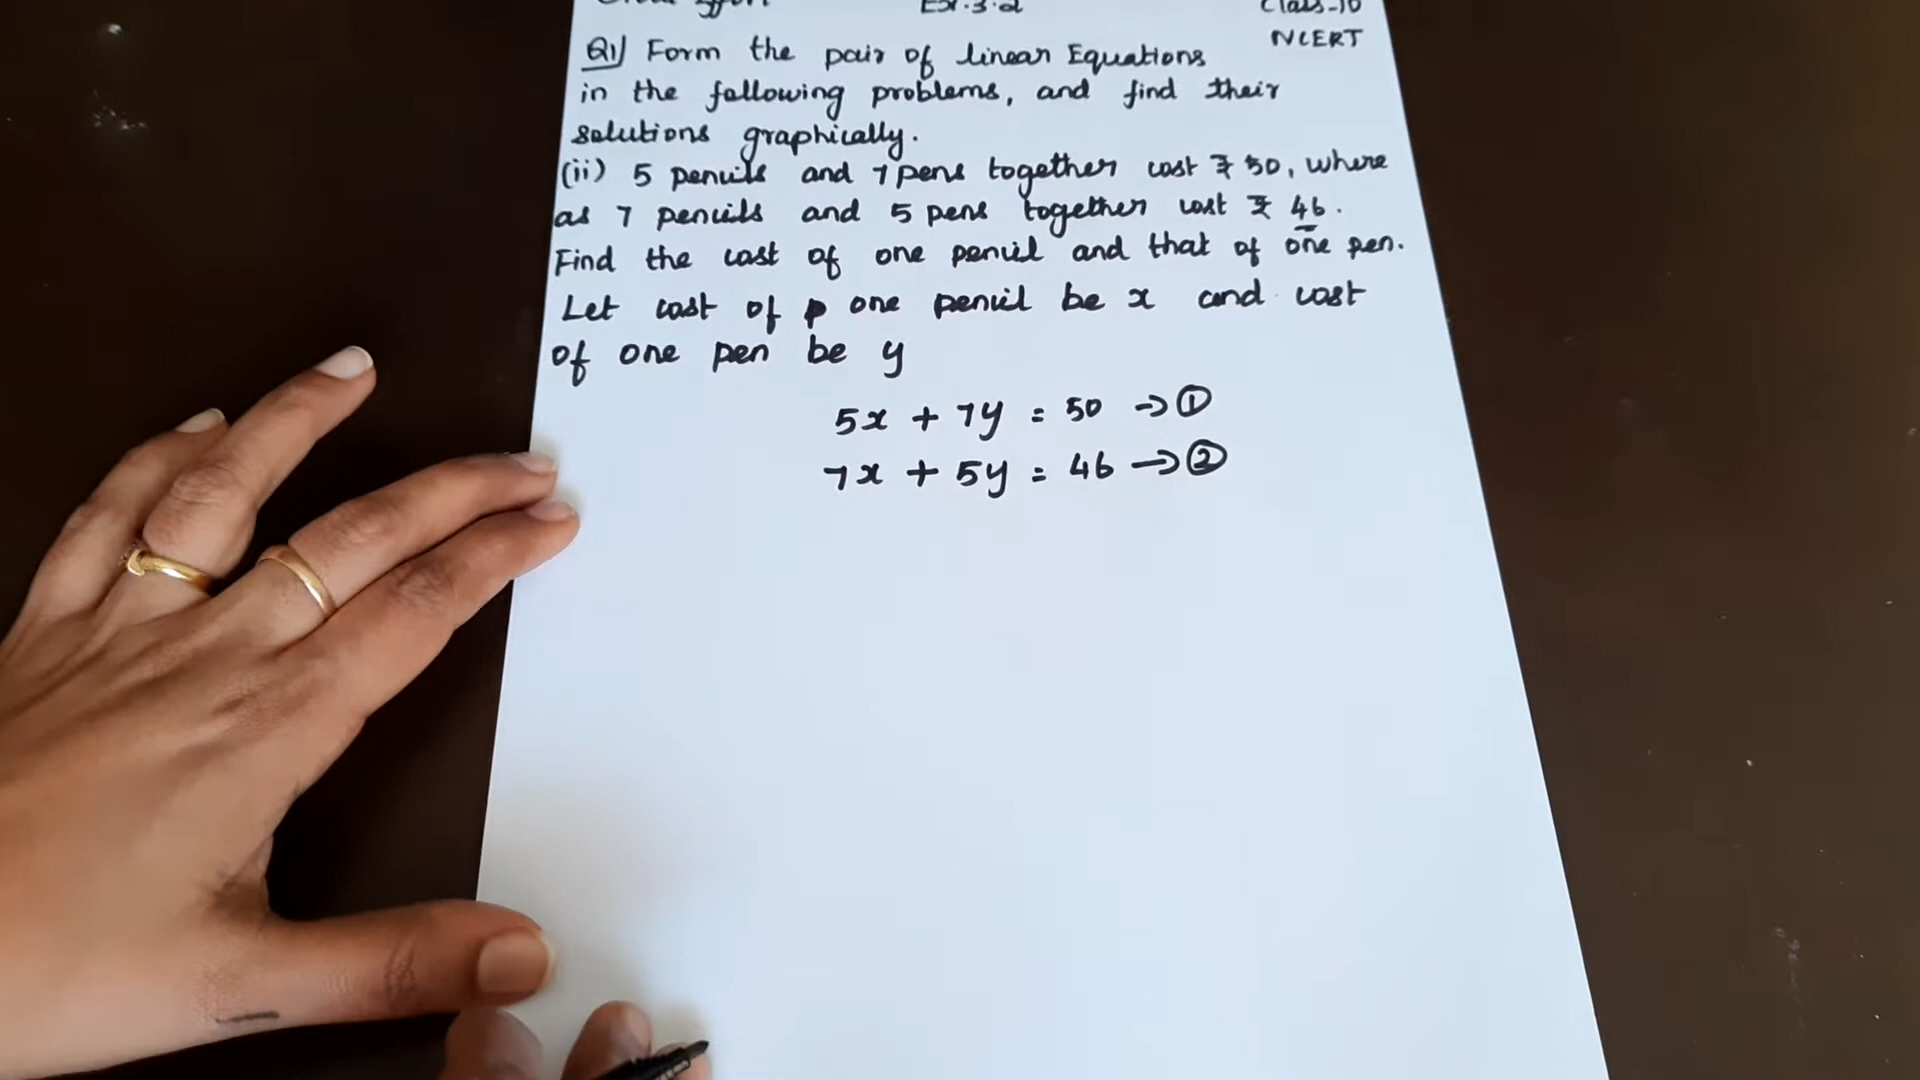 Ex.3.2
Class-10
NCERT
Q1) Form the pair of linear Equations
in the following problems, and find their
solutions graphically.
(ii) 5 pencils and 7 pens together cost ₹ 50, where
as 7 pencils and 5 pens together cost ₹ 46.
Find the cost of one pencil and that of one pen.
Let cost of p one pencil be x and cost
of one pen be y
5x + 7y = 50 → ①
7x + 5y = 46 → ②